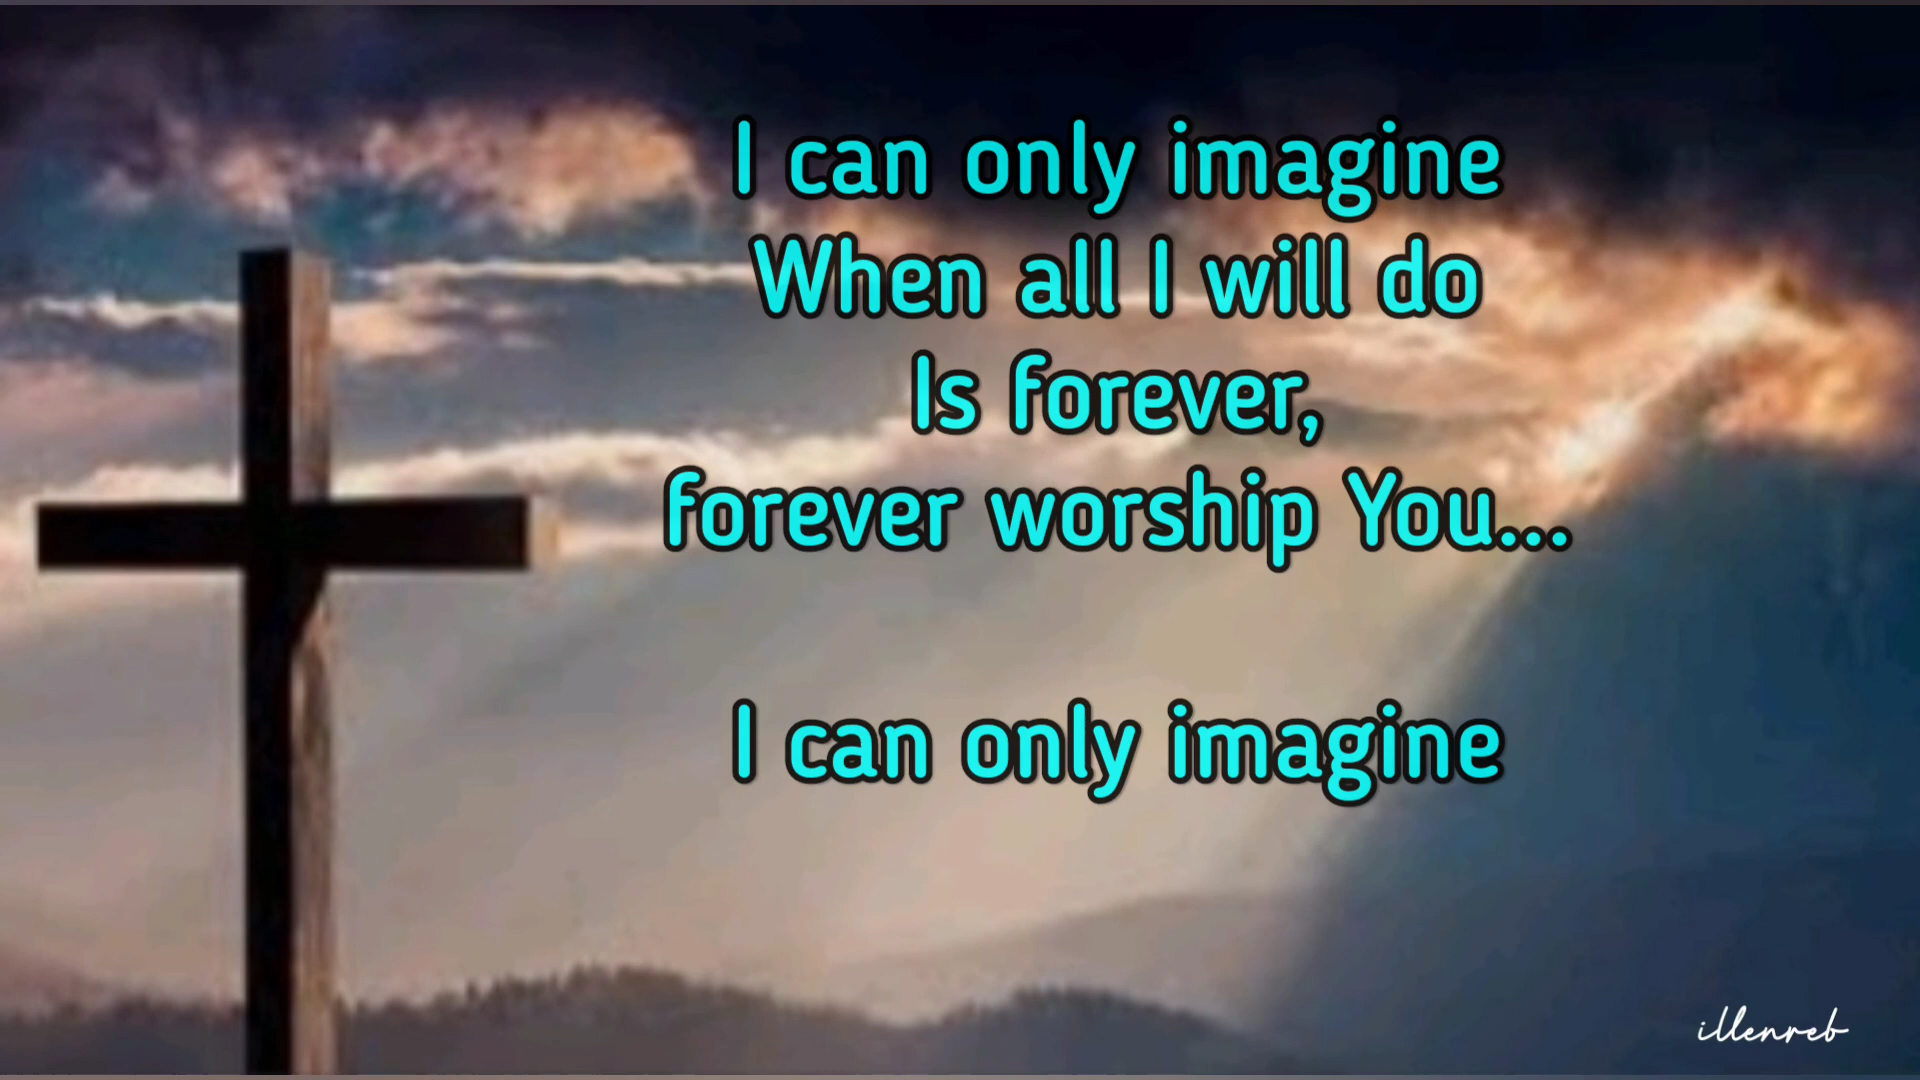 I can only imagine
When all I will do
Is forever,
forever worship You...
I can only imagine
illenreb